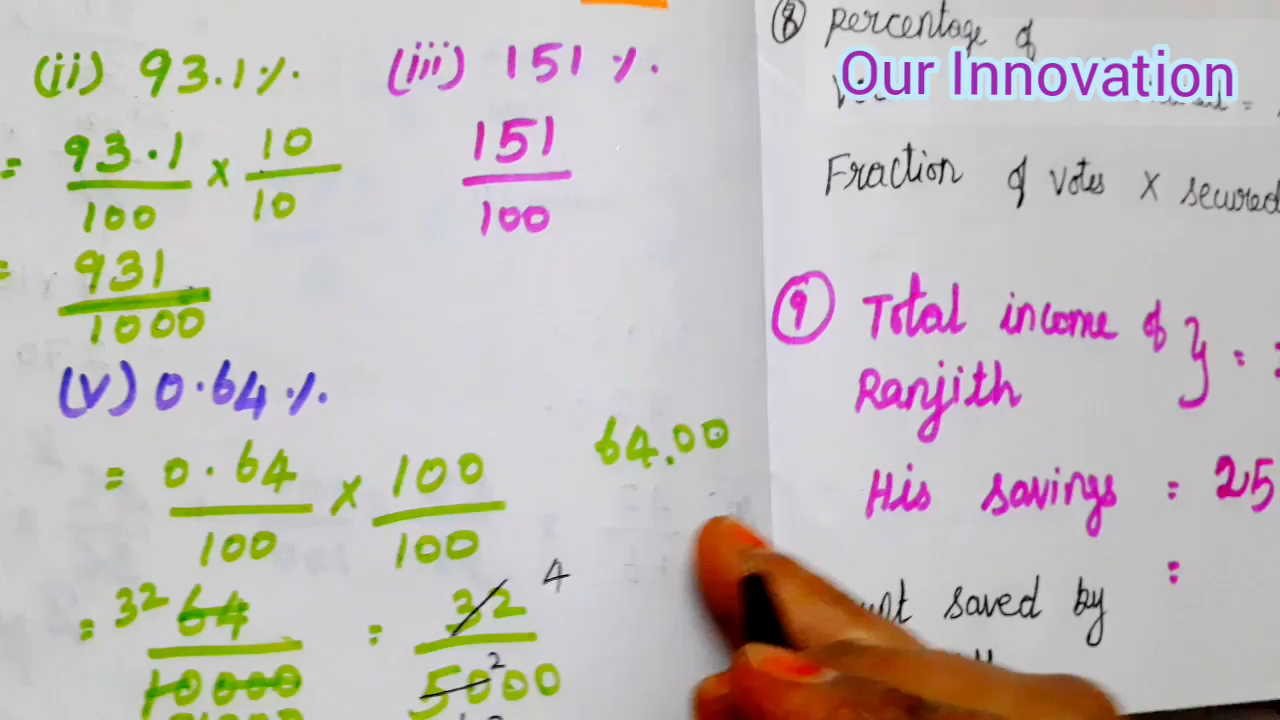 (ii) 93.1 %.
= 93.1/100 x 10/10
= 931/1000
(iii) 151 %.
151/100
(v) 0.64 %.
= 0.64/100 x 100/100
64.00
= 32 64/10000 = 32/5000
4
2
(8) percentage of
Our Innovation
Fraction of votes x secured
(9) Total income of } =
Ranjith
His savings = 25
=
saved by